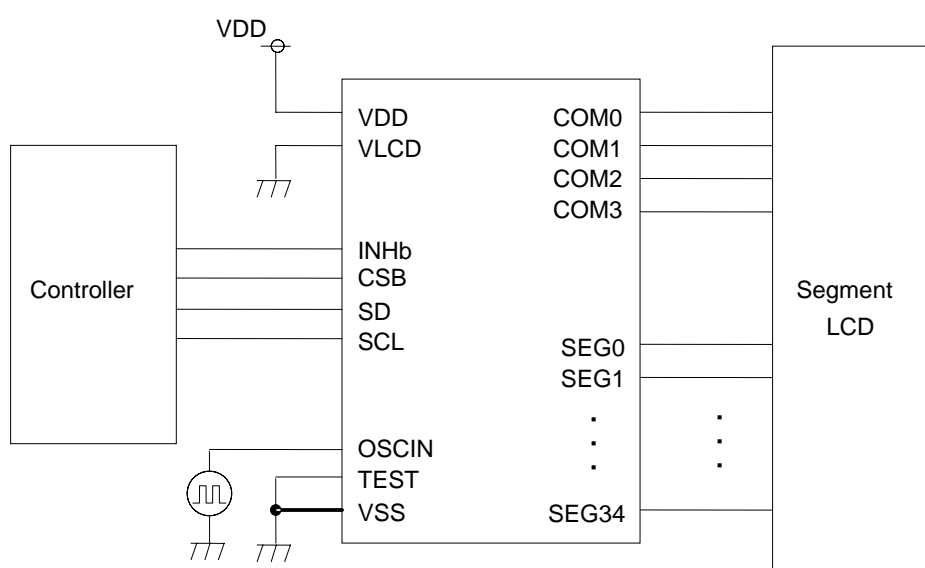 VDD
VDD
VLCD
INHb
CSB
SD
SCL
OSCIN
TEST
VSS
COM0
COM1
COM2
COM3
SEG0
SEG1
SEG34
Controller
Segment
LCD